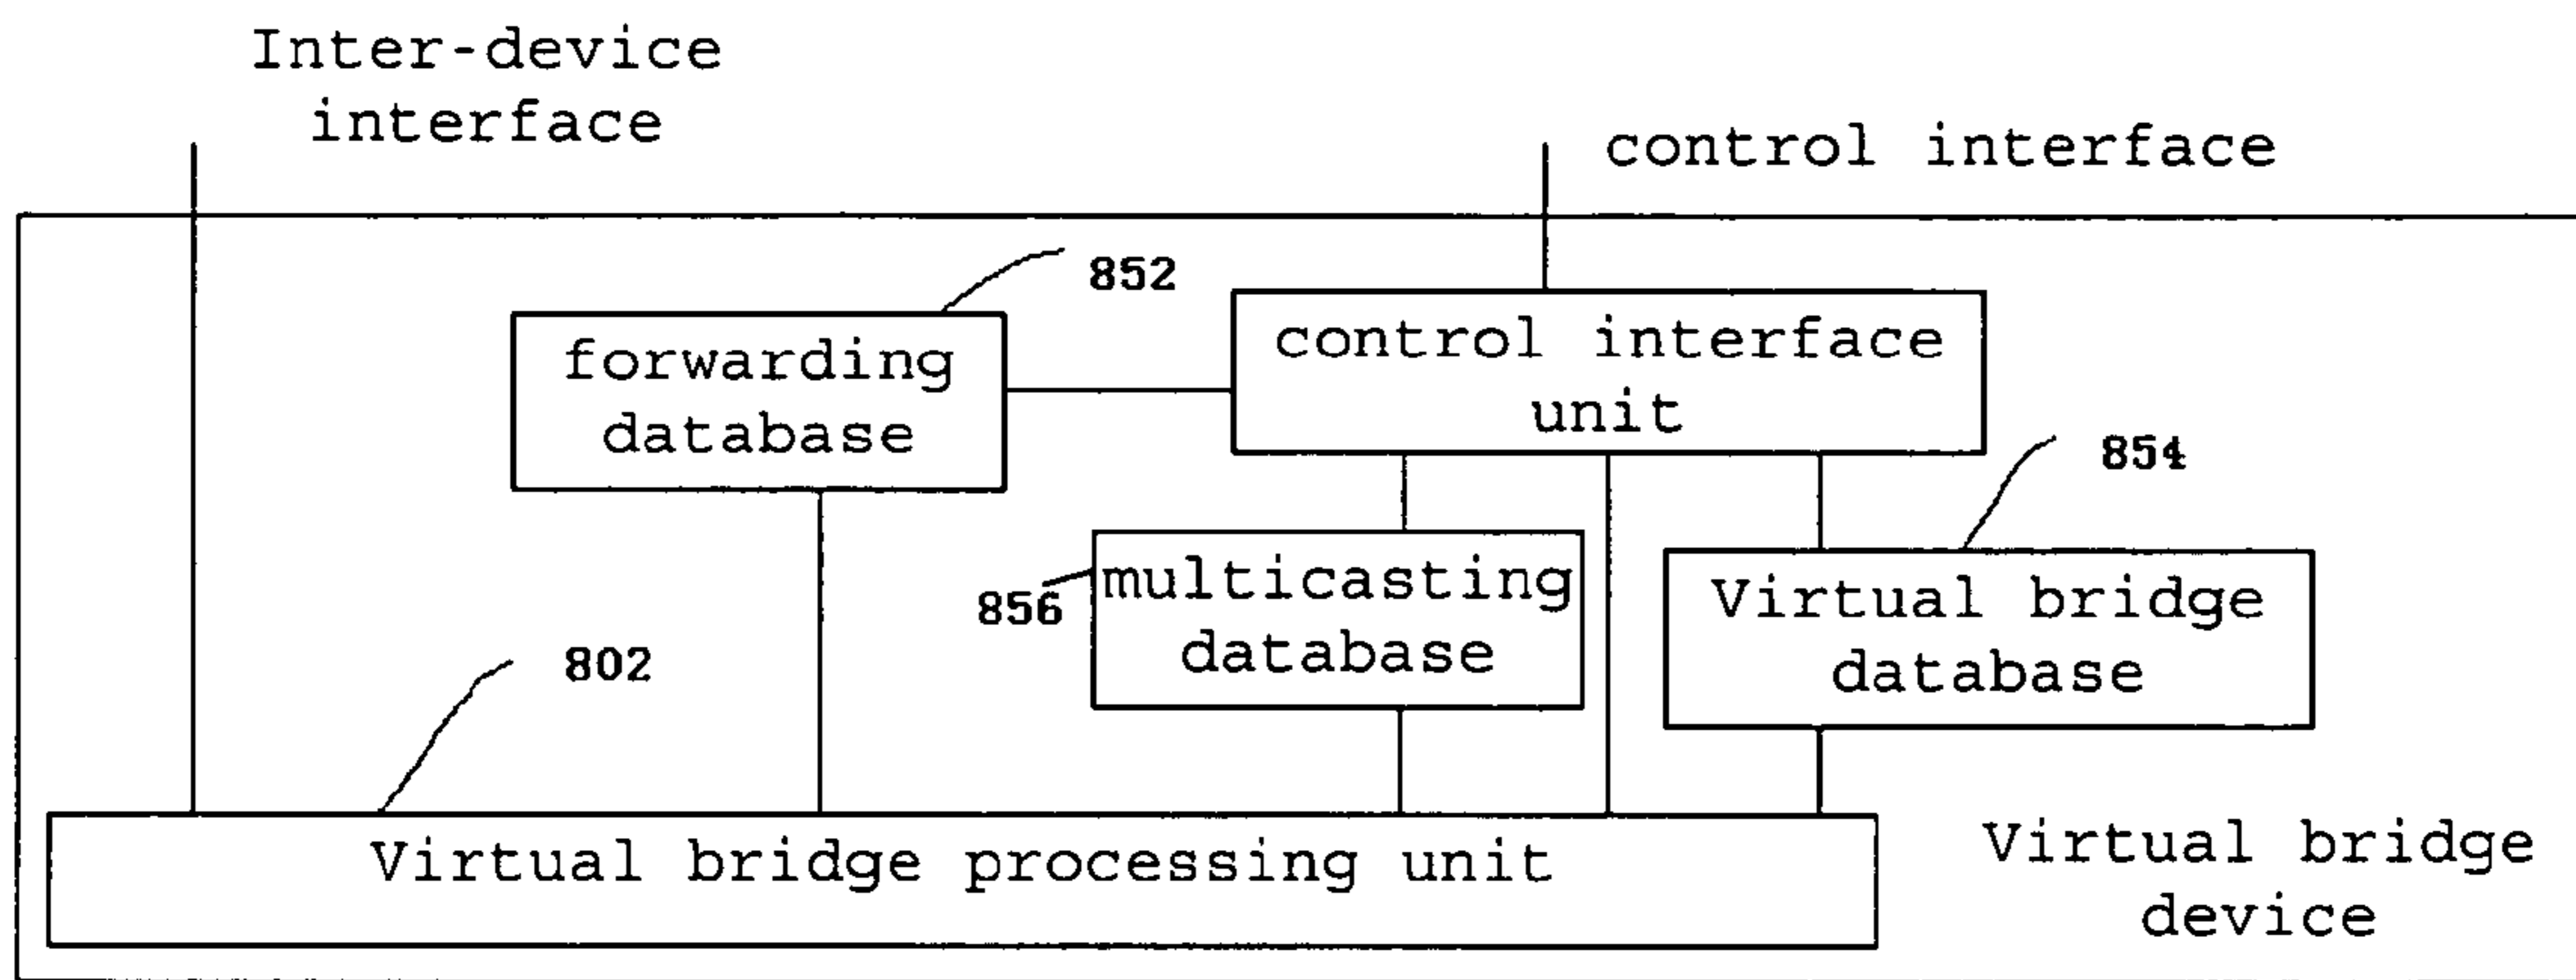 Inter-device
interface
control interface
852
forwarding
database
control interface
unit
854
856
multicasting
database
Virtual bridge
database
802
Virtual bridge processing unit
Virtual bridge
device